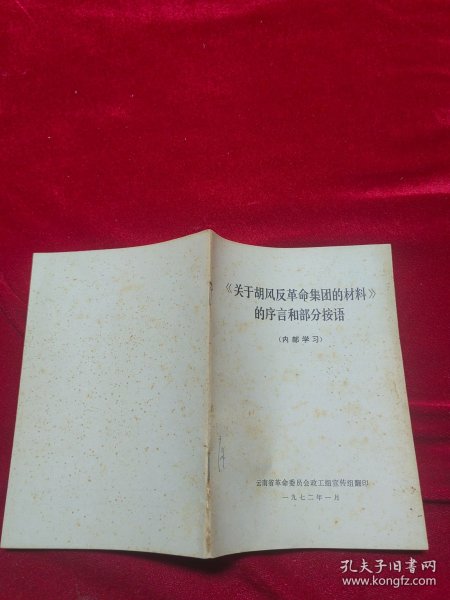 《关于胡风反革命集团的材料》
的序言和部分按语
(内部学习)
云南省革命委员会政工组宣传组翻印
一九七二年一月
孔夫子旧书网
www.kongfz.com